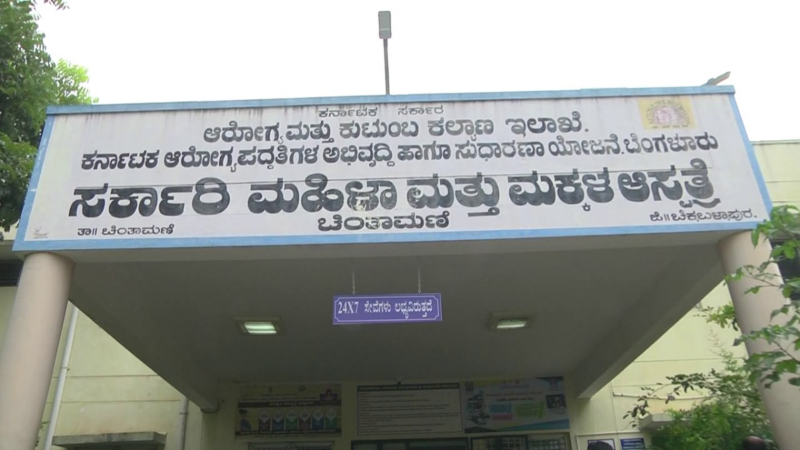 ಕರ್ನಾಟಕ ಸರ್ಕಾರ
ಆರೋಗ್ಯ ಮತ್ತು ಕುಟುಂಬ ಕಲ್ಯಾಣ ಇಲಾಖೆ.
ಕರ್ನಾಟಕ ಆರೋಗ್ಯ ಪದ್ಧತಿಗಳ ಅಭಿವೃದ್ಧಿ ಹಾಗೂ ಸುಧಾರಣಾ ಯೋಜನೆ. ಬೆಂಗಳೂರು
ಸರ್ಕಾರಿ ಮಹಿಳಾ ಮತ್ತು ಮಕ್ಕಳ ಆಸ್ಪತ್ರೆ
ತಾ॥ ಚಿಂತಾಮಣಿ ಚಿಂತಾಮಣಿ ಜಿ॥ ಚಿಕ್ಕಬಳ್ಳಾಪುರ.
24X7 ಸೇವೆಗಳು ಲಭ್ಯವಿರುತ್ತದೆ